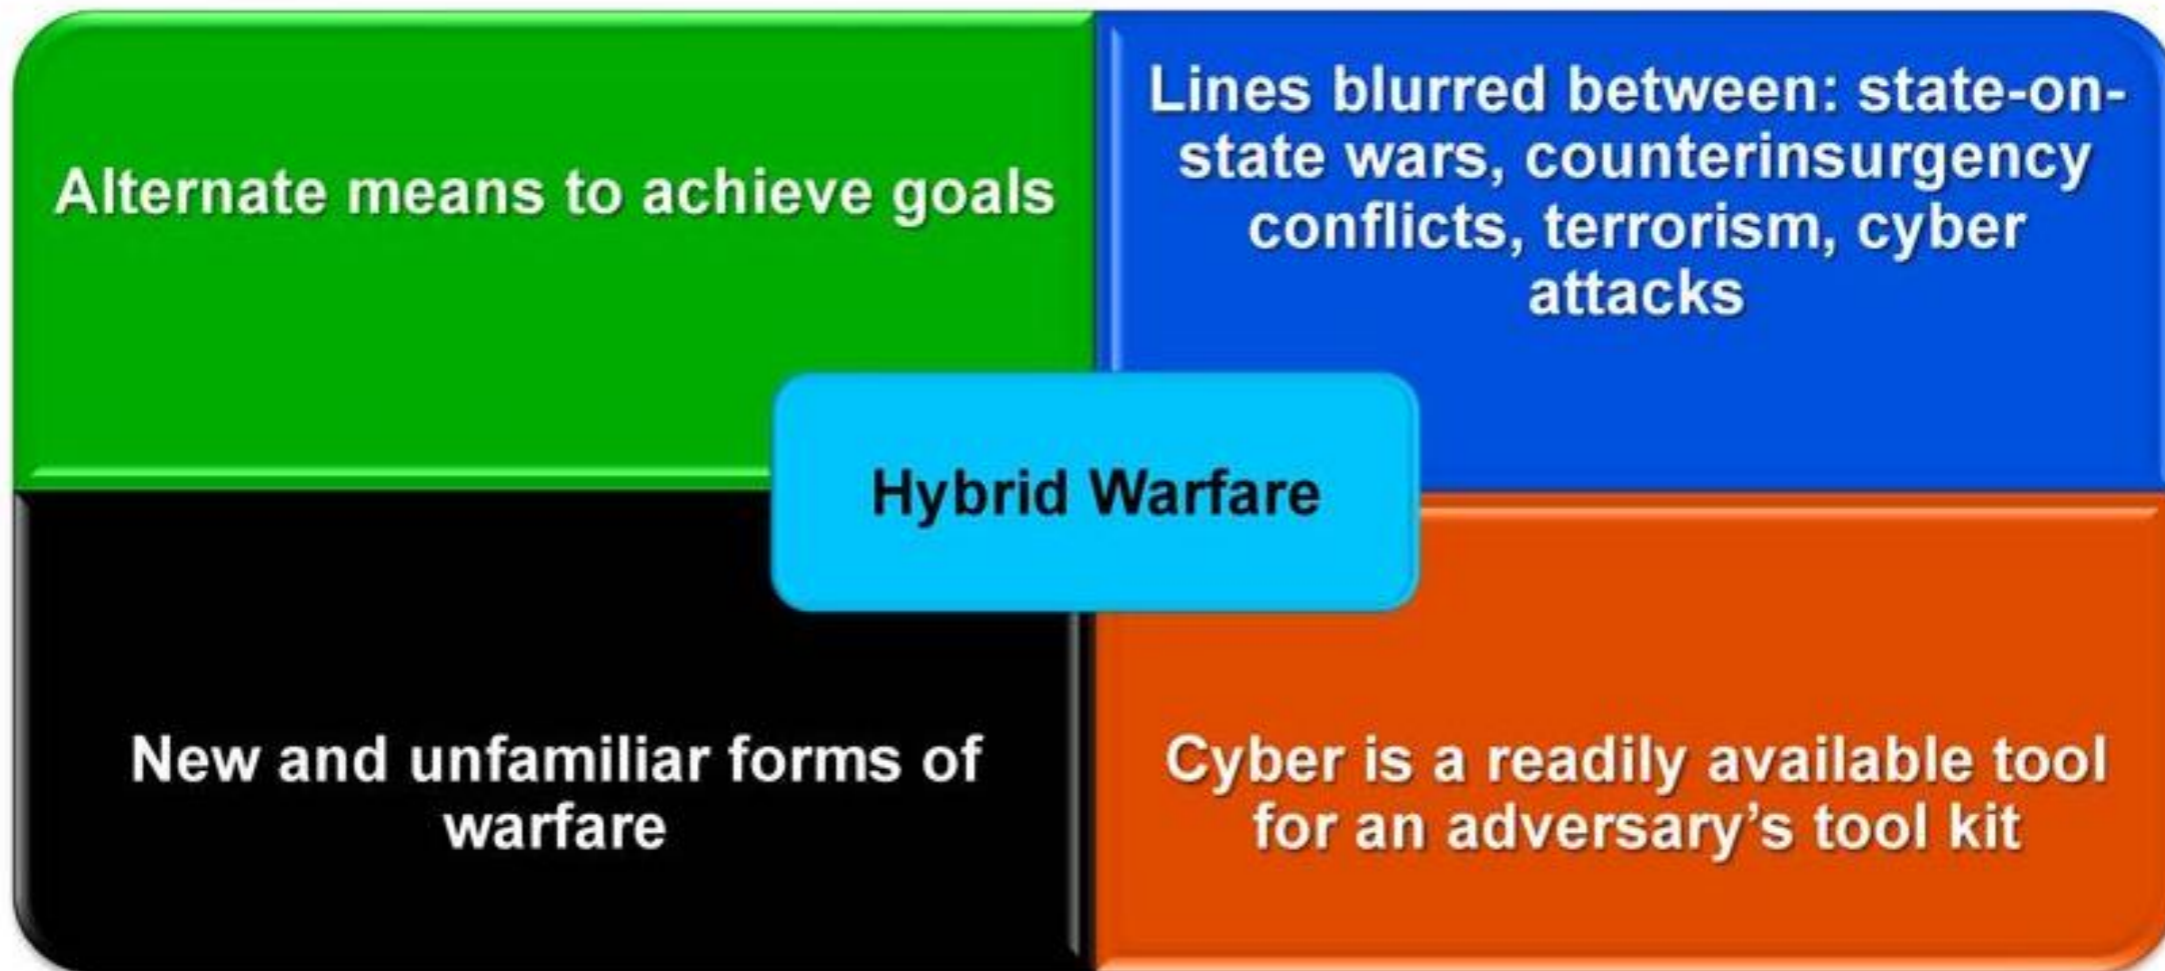 Alternate means to achieve goals
Lines blurred between: state-on-
state wars, counterinsurgency
conflicts, terrorism, cyber
attacks
Hybrid Warfare
New and unfamiliar forms of
warfare
Cyber is a readily available tool
for an adversary’s tool kit